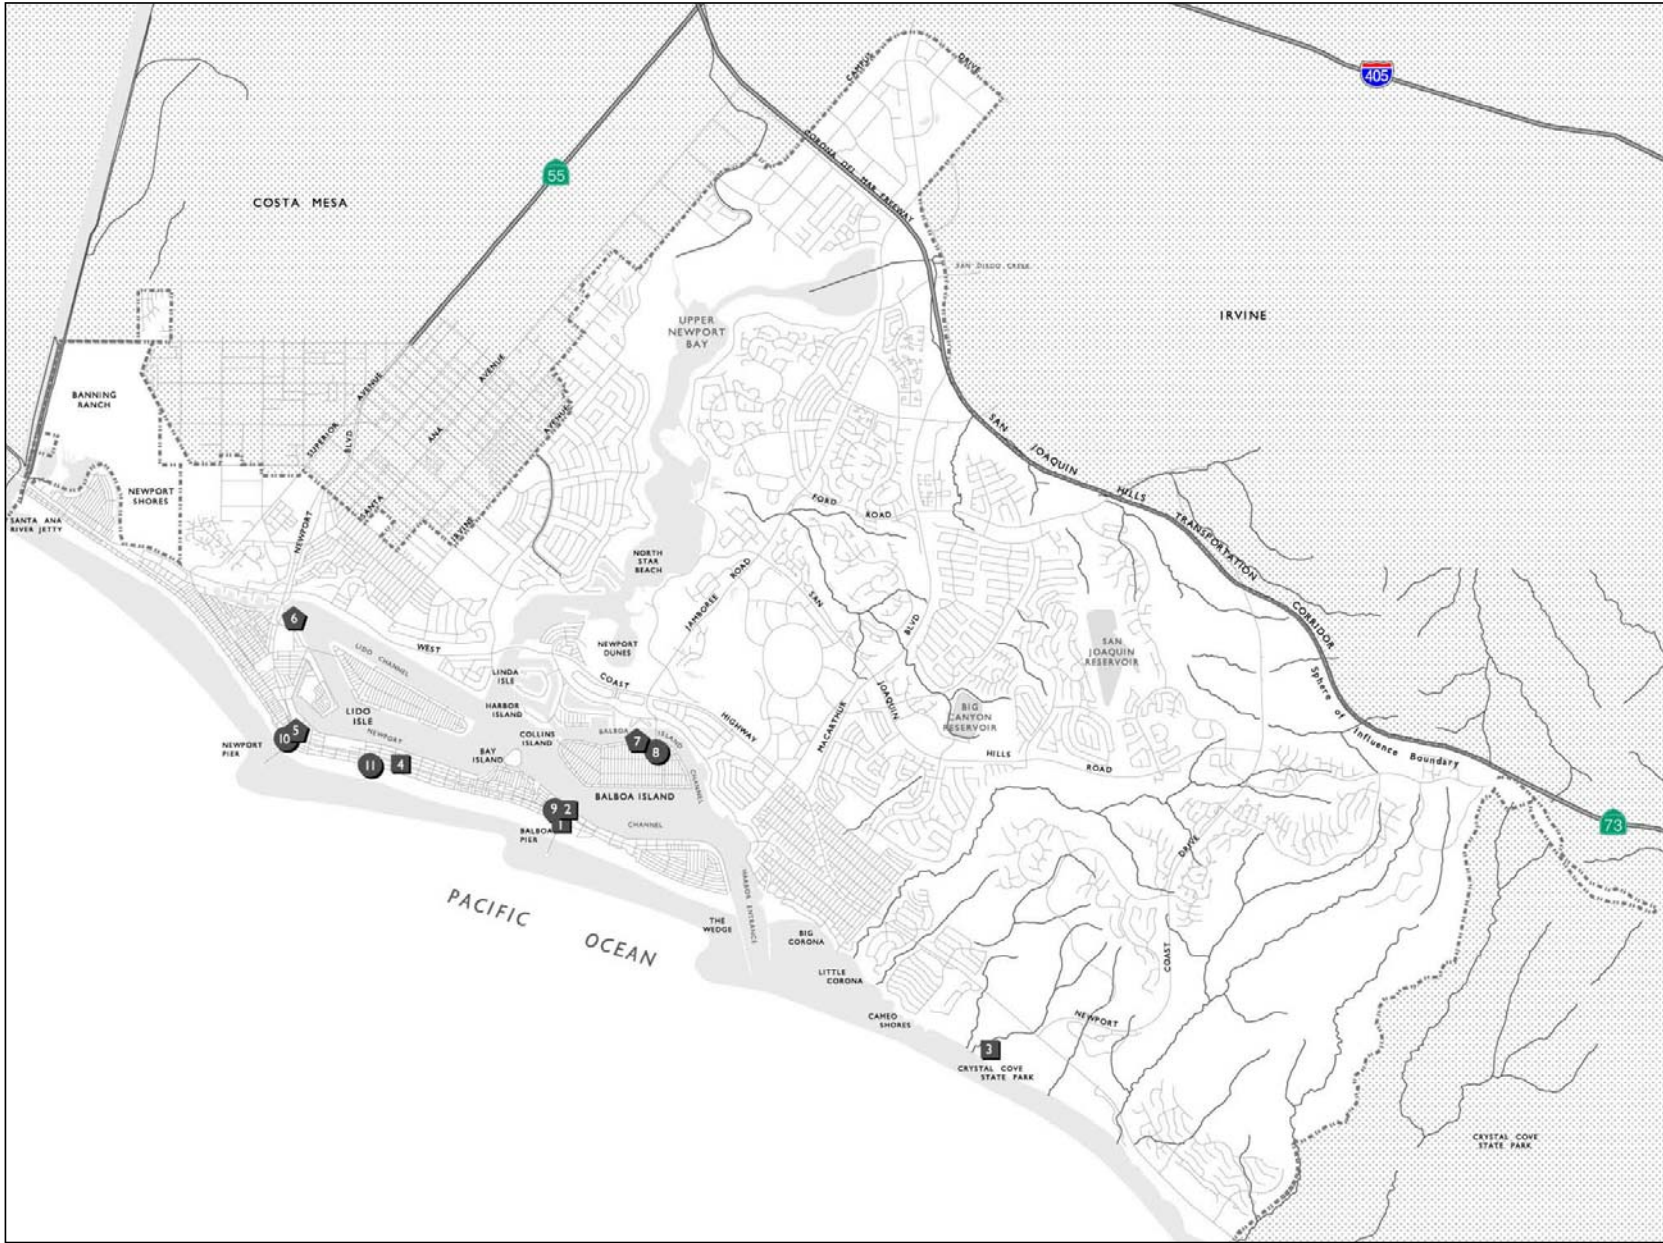 CAMPUS
DRIVE
405
CORONA DEL MAR FREEWAY
55
COSTA MESA
SAN DIEGO CREEK
IRVINE
UPPER
NEWPORT
BAY
BANNING
RANCH
SUPERIOR
AVENUE
NEWPORT
BLVD
SANTA
ANA
AVENUE
IRVINE
AVENUE
SAN
JOAQUIN
HILLS
TRANSPORTATION
CORRIDOR
NEWPORT
SHORES
SANTA ANA
RIVER JETTY
FORD
ROAD
NORTH
STAR
BEACH
JAMBOREE
ROAD
SAN
JOAQUIN
HILLS
ROAD
MACARTHUR
BLVD
6
WEST
COAST
HIGHWAY
NEWPORT
DUNES
SAN
JOAQUIN
RESERVOIR
LIDO CHANNEL
LINDA
ISLE
HARBOR
ISLAND
LIDO
ISLE
BIG
CANYON
RESERVOIR
Sphere of Influence Boundary
5
10
NEWPORT
PIER
NEWPORT
COLLINS
ISLAND
BALBOA
ISLAND
CHANNEL
7
8
BAY
ISLAND
11
4
BALBOA ISLAND
9
2
1
BALBOA
PIER
CHANNEL
73
DRIVE
HARBOR ENTRANCE
PACIFIC OCEAN
THE
WEDGE
BIG
CORONA
LITTLE
CORONA
COAST
NEWPORT
CAMEO
SHORES
3
CRYSTAL COVE
STATE PARK
CRYSTAL COVE
STATE PARK